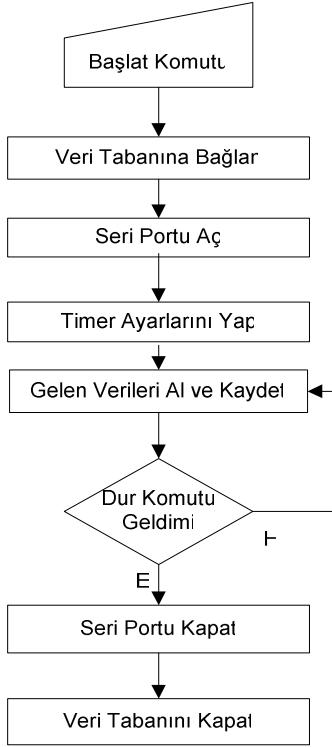 Başlat Komutu
Veri Tabanına Bağlan
Seri Portu Aç
Timer Ayarlarını Yap
Gelen Verileri Al ve Kaydet
Dur Komutu
Geldimi
H
E
Seri Portu Kapat
Veri Tabanını Kapat